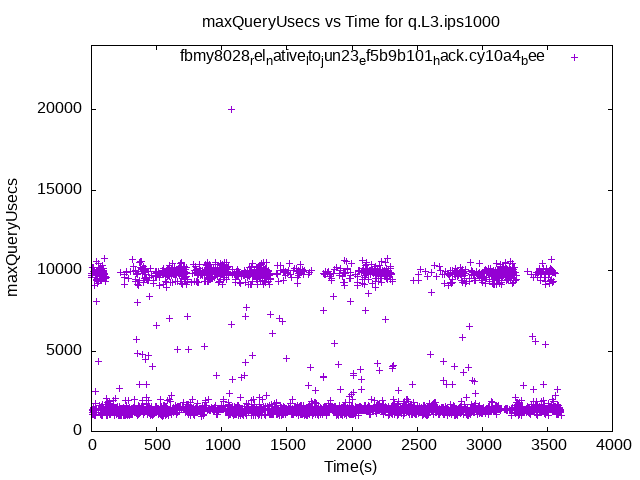 maxQueryUsecs vs Time for q.L3.ips1000
fbmy8028relnativeltojun23ef5b9b101hack.cy10a4bee
maxQueryUsecs
20000
15000
10000
5000
0
0 500 1000 1500 2000 2500 3000 3500 4000
Time(s)